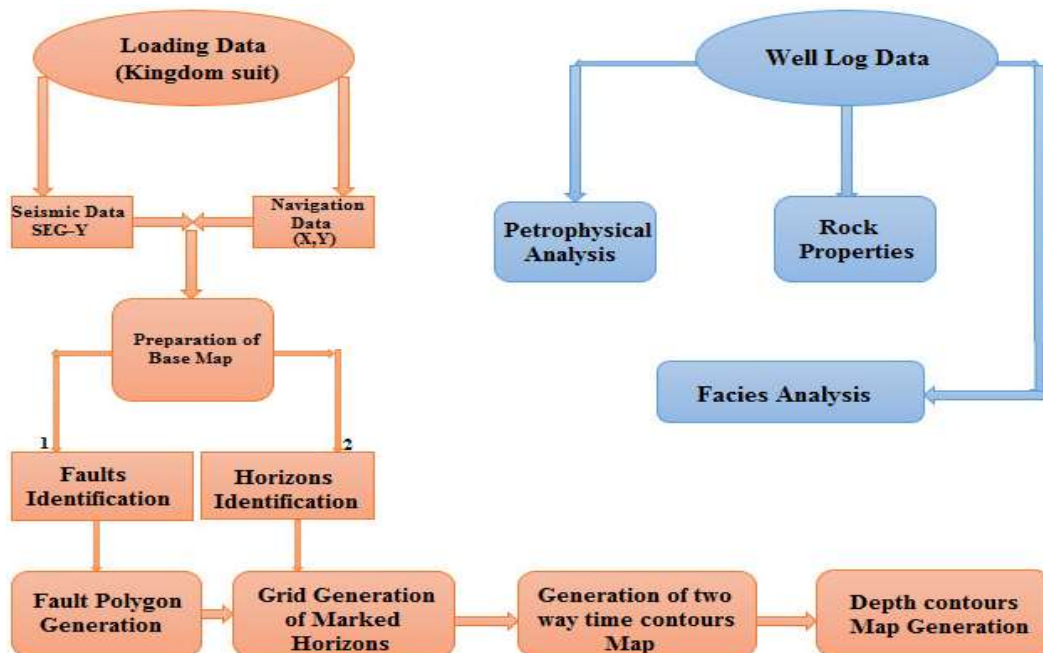 Loading Data
(Kingdom suit)
Well Log Data
Seismic Data
SEG-Y
Navigation
Data
(X,Y)
Petrophysical
Analysis
Rock
Properties
Preparation of
Base Map
Facies Analysis
1
2
Faults
Identification
Horizons
Identification
Fault Polygon
Generation
Grid Generation
of Marked
Horizons
Generation of two
way time contours
Map
Depth contours
Map Generation